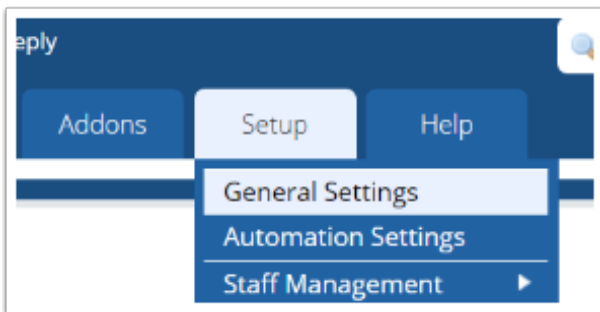 eply
Addons Setup Help
General Settings
Automation Settings
Staff Management